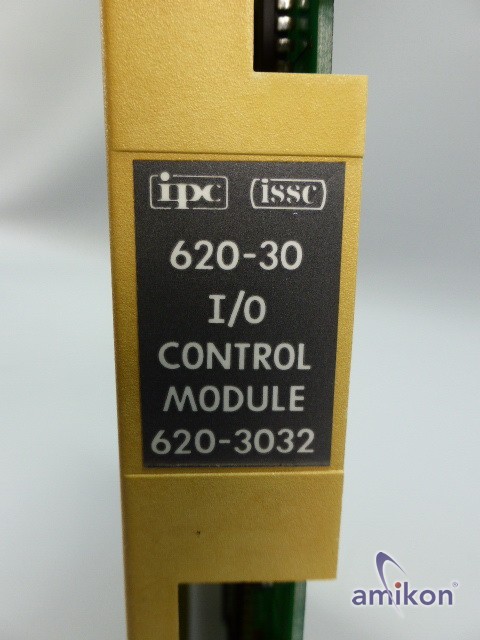 ipc issc
620-30
I/O
CONTROL
MODULE
620-3032
amikon®